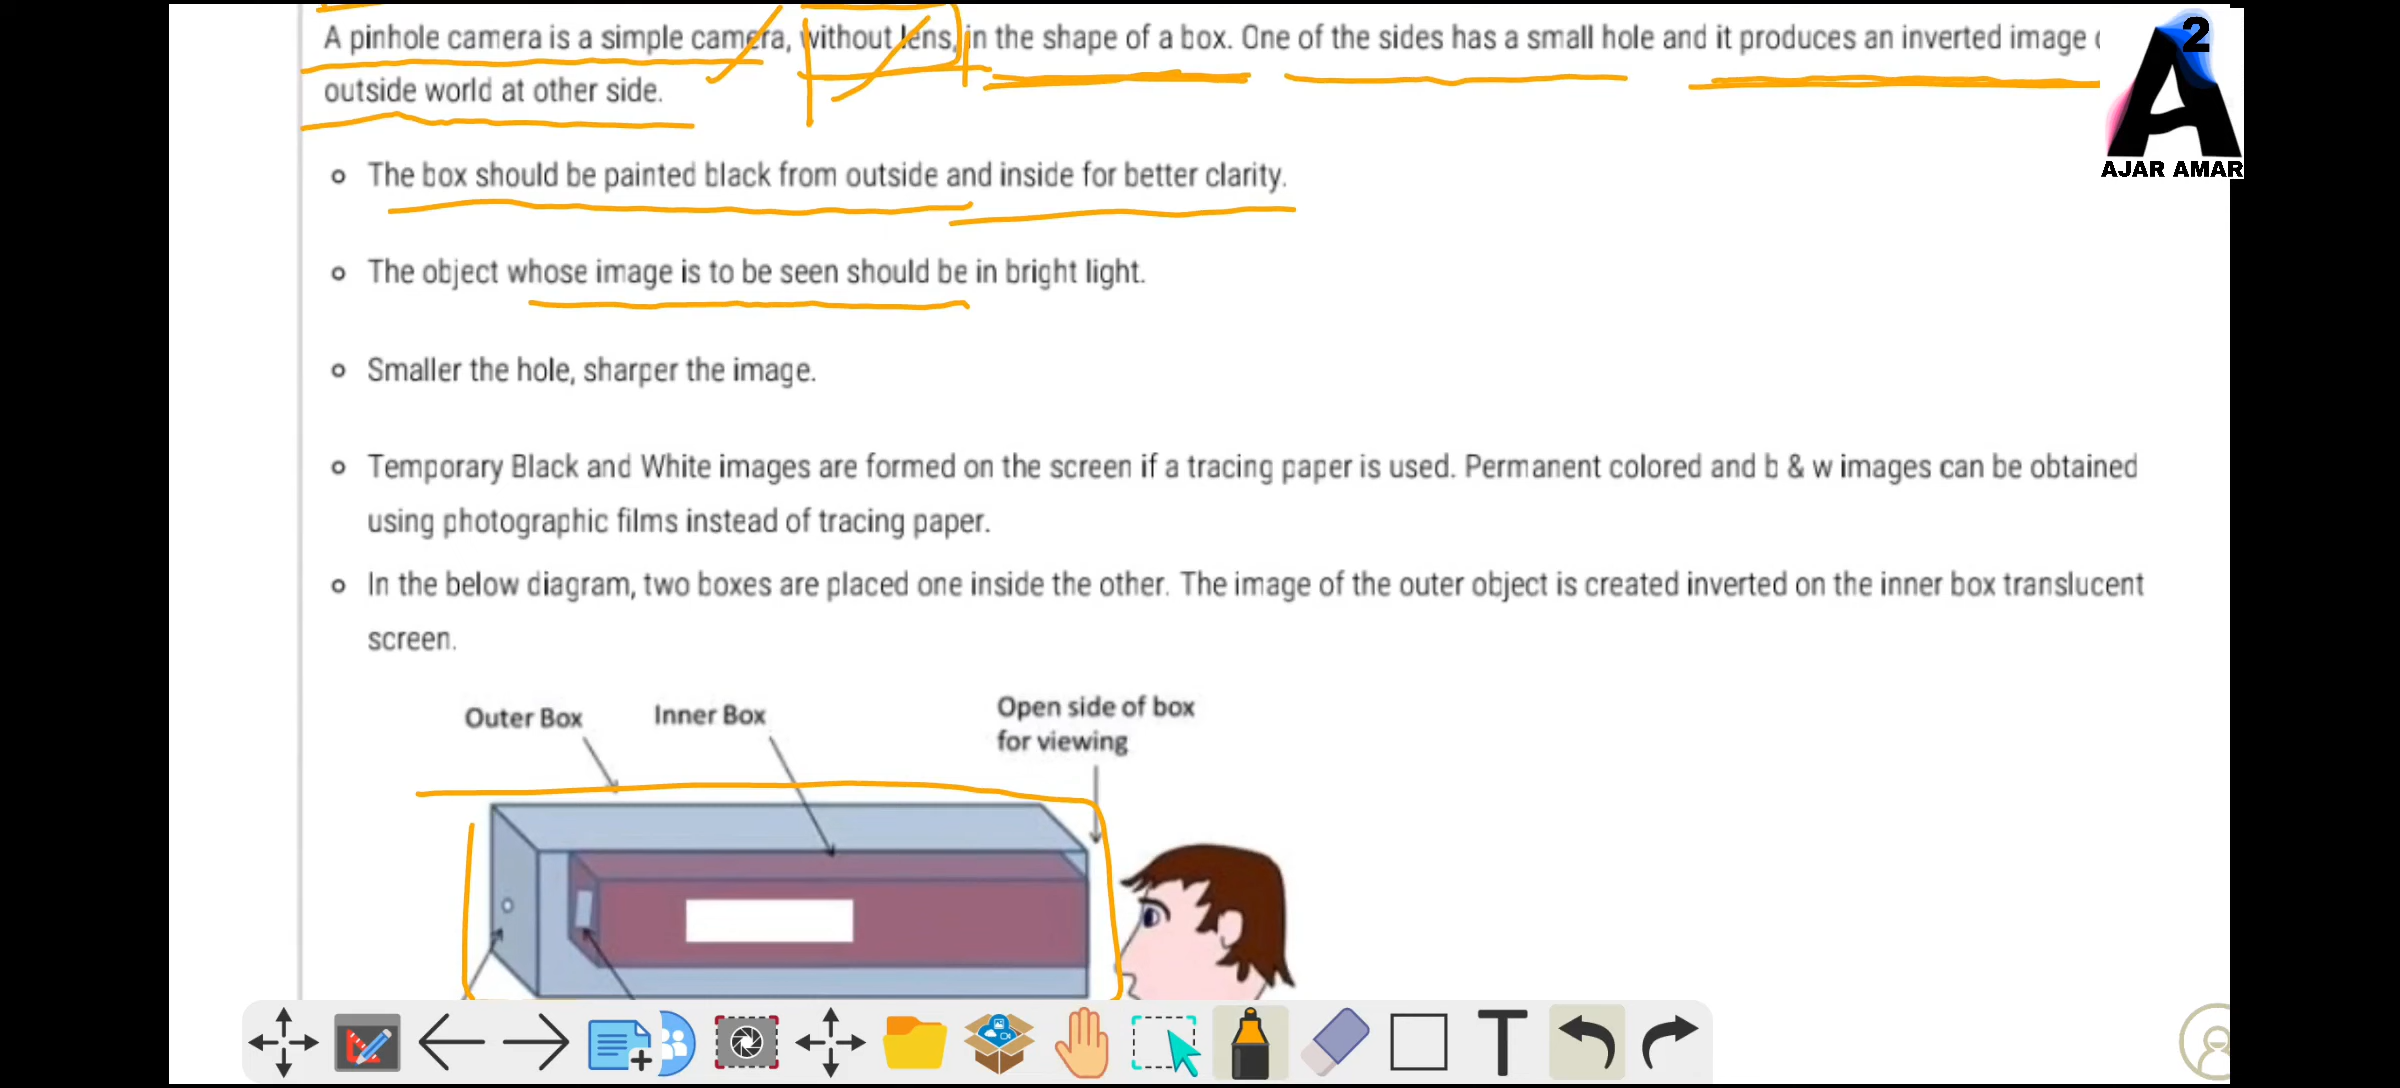 A pinhole camera is a simple camera, without lens, in the shape of a box. One of the sides has a small hole and it produces an inverted image
outside world at other side.
The box should be painted black from outside and inside for better clarity.
The object whose image is to be seen should be in bright light.
Smaller the hole, sharper the image.
Temporary Black and White images are formed on the screen if a tracing paper is used. Permanent colored and b & w images can be obtained
using photographic films instead of tracing paper.
In the below diagram, two boxes are placed one inside the other. The image of the outer object is created inverted on the inner box translucent
screen.
Outer Box
Inner Box
Open side of box
for viewing
A2
AJAR AMAR
T